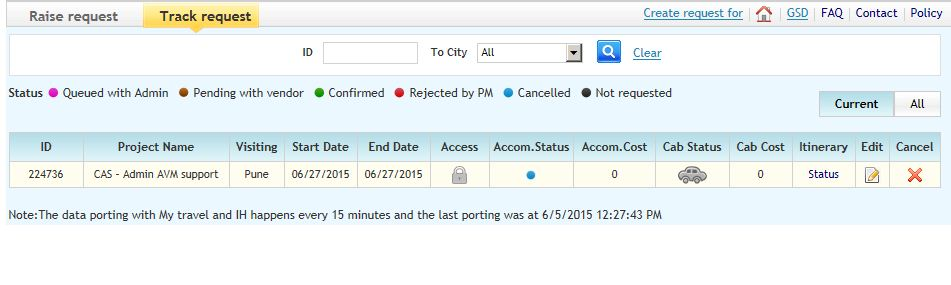 Raise request Track request Create request for GSD FAQ Contact Policy
ID To City All Clear
Status Queued with Admin Pending with vendor Confirmed Rejected by PM Cancelled Not requested
Current All
ID Project Name Visiting Start Date End Date Access Accom.Status Accom.Cost Cab Status Cab Cost Itinerary Edit Cancel
224736 CAS - Admin AVM support Pune 06/27/2015 06/27/2015 0 0 Status
Note:The data porting with My travel and IH happens every 15 minutes and the last porting was at 6/5/2015 12:27:43 PM